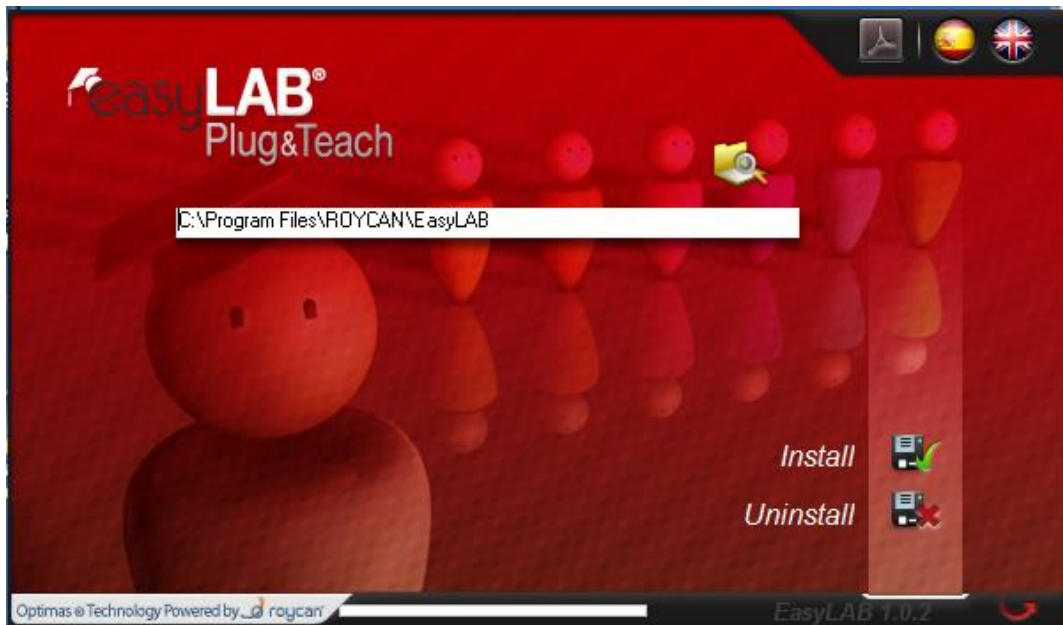 easyLAB®
Plug&Teach
C:\Program Files\ROYCAN\EasyLAB
Install
Uninstall
Optimas ® Technology Powered by roycan
EasyLAB 1.0.2